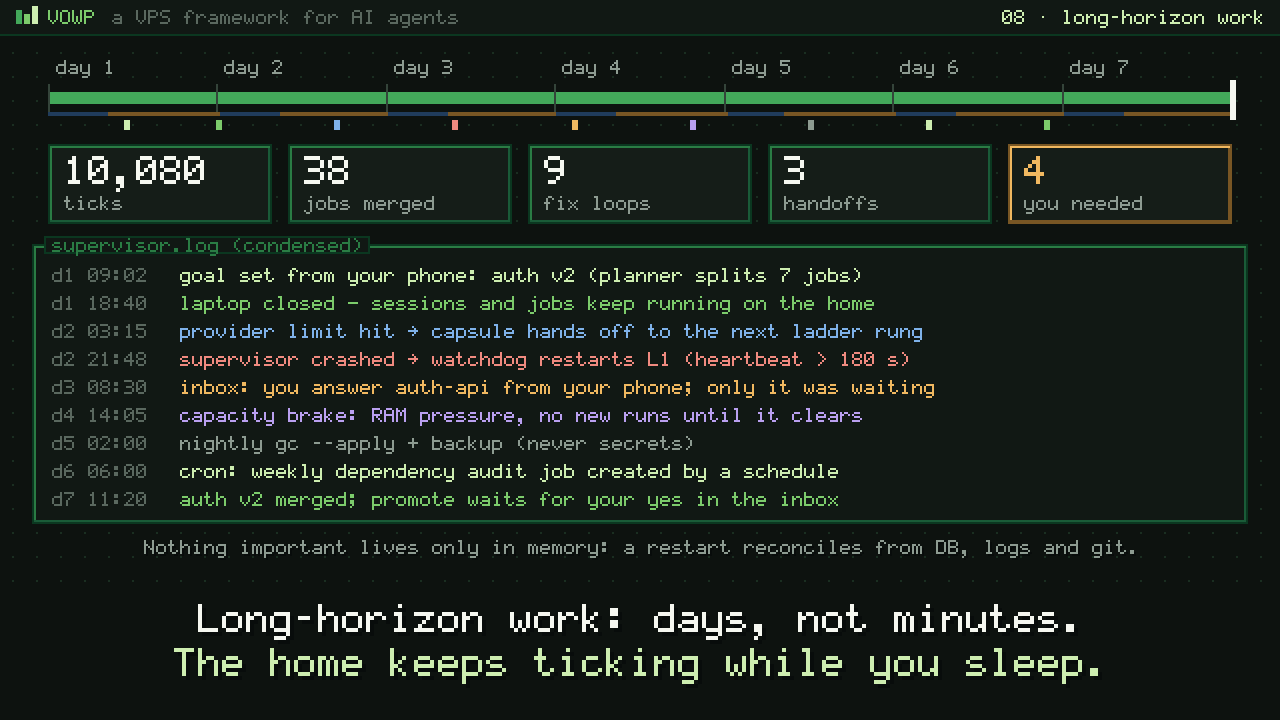 VOWP a VPS framework for AI agents
08 · long-horizon work
day 1 day 2 day 3 day 4 day 5 day 6 day 7
10,080 38 9 3 4
ticks jobs merged fix loops handoffs you needed
supervisor.log (condensed)
d1 09:02 goal set from your phone: auth v2 (planner splits 7 jobs)
d1 18:40 laptop closed — sessions and jobs keep running on the home
d2 03:15 provider limit hit → capsule hands off to the next ladder rung
d2 21:48 supervisor crashed → watchdog restarts L1 (heartbeat > 180 s)
d3 08:30 inbox: you answer auth-api from your phone; only it was waiting
d4 14:05 capacity brake: RAM pressure, no new runs until it clears
d5 02:00 nightly gc --apply + backup (never secrets)
d6 06:00 cron: weekly dependency audit job created by a schedule
d7 11:20 auth v2 merged; promote waits for your yes in the inbox
Nothing important lives only in memory: a restart reconciles from DB, logs and git.
Long-horizon work: days, not minutes.
The home keeps ticking while you sleep.